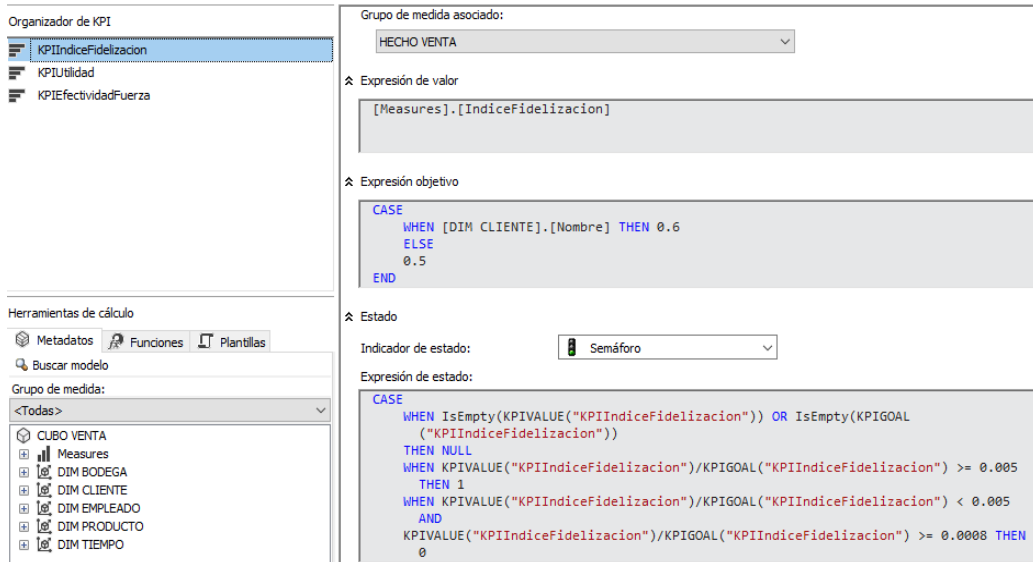 Organizador de KPI
KPIIndiceFidelizacion
KPIUtilidad
KPIEfectividadFuerza
Herramientas de cálculo
Metadatos
Funciones
Plantillas
Buscar modelo
Grupo de medida:
<Todas>
CUBO VENTA
Measures
DIM BODEGA
DIM CLIENTE
DIM EMPLEADO
DIM PRODUCTO
DIM TIEMPO
Grupo de medida asociado:
HECHO VENTA
Expresión de valor
[Measures].[IndiceFidelizacion]
Expresión objetivo
CASE
WHEN [DIM CLIENTE].[Nombre] THEN 0.6
ELSE
0.5
END
Estado
Indicador de estado:
Semáforo
Expresión de estado:
CASE
WHEN IsEmpty(KPIVALUE("KPIIndiceFidelizacion")) OR IsEmpty(KPIGOAL
("KPIIndiceFidelizacion"))
THEN NULL
WHEN KPIVALUE("KPIIndiceFidelizacion")/KPIGOAL("KPIIndiceFidelizacion") >= 0.005
THEN 1
WHEN KPIVALUE("KPIIndiceFidelizacion")/KPIGOAL("KPIIndiceFidelizacion") < 0.005
AND
KPIVALUE("KPIIndiceFidelizacion")/KPIGOAL("KPIIndiceFidelizacion") >= 0.0008 THEN
0